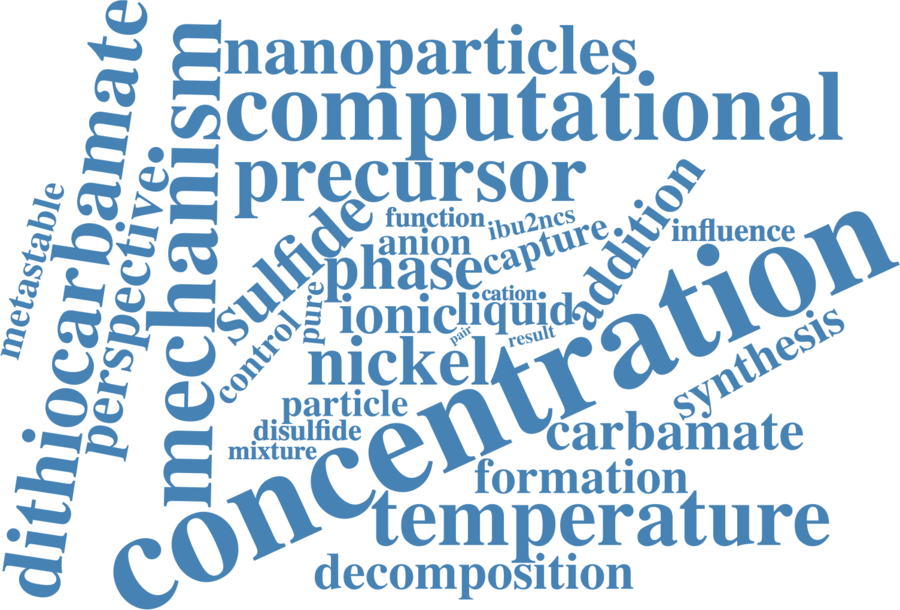 nanoparticles
computational
precursor
mechanism
dithiocarbamate
perspective
metastable
sulfide
function
ibu2ncs
anion
capture
addition
influence
phase
cation
ionic
liquid
pure
control
pair
result
nickel
concentration
synthesis
particle
disulfide
mixture
carbamate
formation
temperature
decomposition